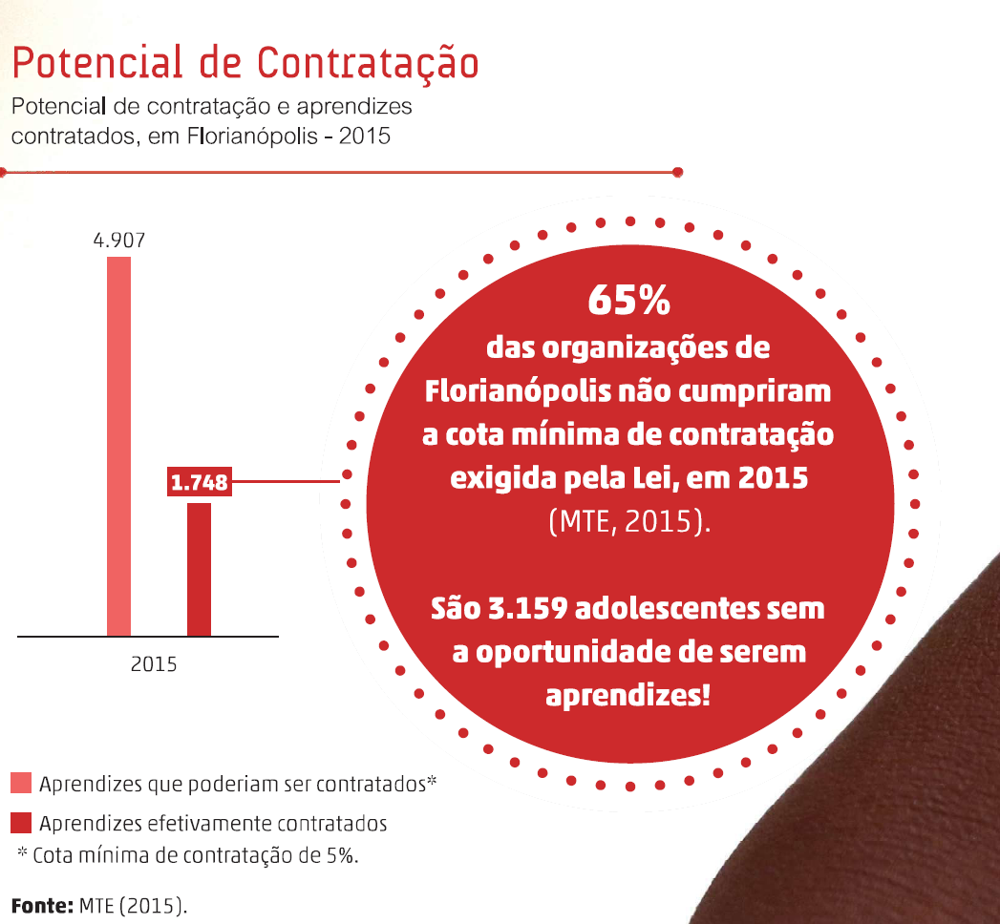 Potencial de Contratação
Potencial de contratação e aprendizes
contratados, em Florianópolis - 2015
4.907
1.748
2015
65%
das organizações de
Florianópolis não cumpriram
a cota mínima de contratação
exigida pela Lei, em 2015
(MTE, 2015).
São 3.159 adolescentes sem
a oportunidade de serem
aprendizes!
Aprendizes que poderiam ser contratados*
Aprendizes efetivamente contratados
* Cota mínima de contratação de 5%.
Fonte: MTE (2015).